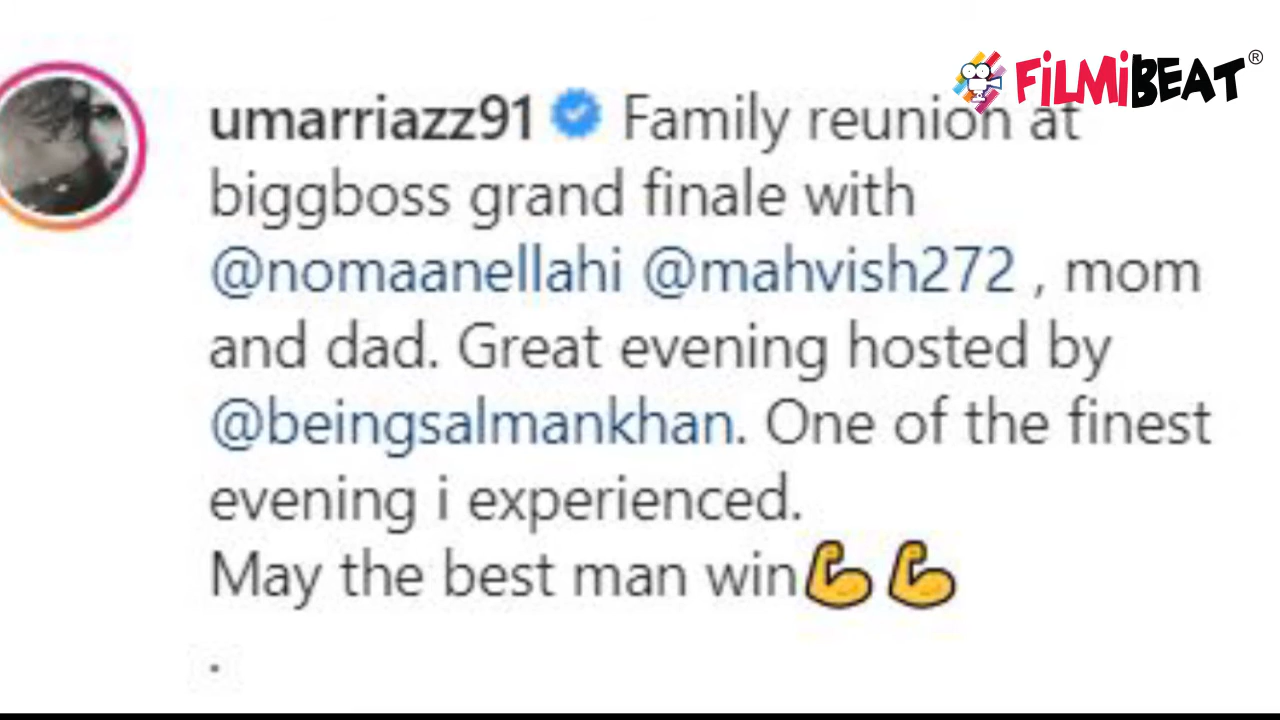 FiLMiBEAT®
umarriazz91 Family reunion at
biggboss grand finale with
@nomaanellahi @mahvish272 , mom
and dad. Great evening hosted by
@beingsalmankhan. One of the finest
evening i experienced.
May the best man win💪💪
.